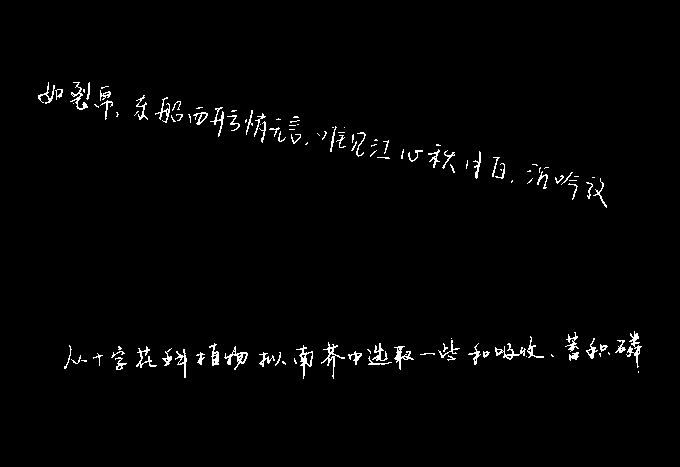 如裂帛，东船西舫悄无言，唯见江心秋月白，沉吟放
从十字花科植物拟南芥中选取一些和吸收、蓄积磷